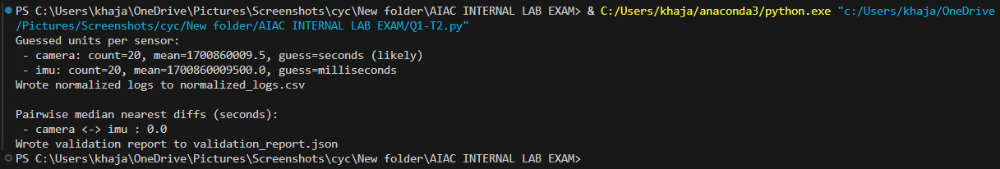 PS C:\Users\khaja\OneDrive\Pictures\Screenshots\cyc\New folder\AIAC INTERNAL LAB EXAM> & C:/Users/khaja/anaconda3/python.exe "c:/Users/khaja/OneDrive
/Pictures/Screenshots/cyc/New folder/AIAC INTERNAL LAB EXAM/Q1-T2.py"
Guessed units per sensor:
 - camera: count=20, mean=1700860009.5, guess=seconds (likely)
 - imu: count=20, mean=1700860009500.0, guess=milliseconds
Wrote normalized logs to normalized_logs.csv

Pairwise median nearest diffs (seconds):
 - camera <-> imu : 0.0
Wrote validation report to validation_report.json
PS C:\Users\khaja\OneDrive\Pictures\Screenshots\cyc\New folder\AIAC INTERNAL LAB EXAM>